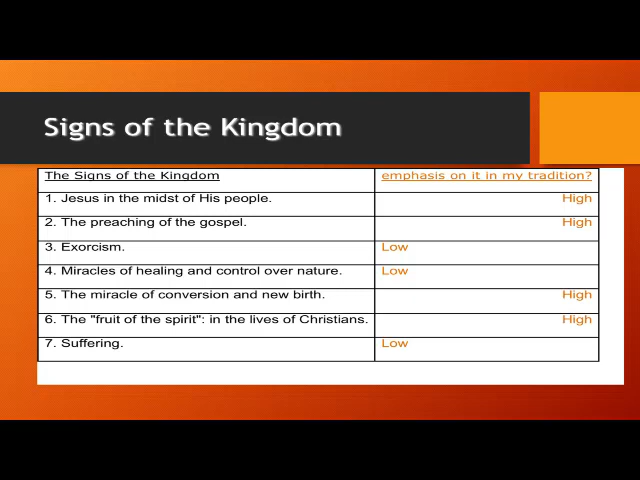 Signs of the Kingdom
The Signs of the Kingdom emphasis on it in my tradition?
1. Jesus in the midst of His people. High
2. The preaching of the gospel. High
3. Exorcism. Low
4. Miracles of healing and control over nature. Low
5. The miracle of conversion and new birth. High
6. The "fruit of the spirit": in the lives of Christians. High
7. Suffering. Low